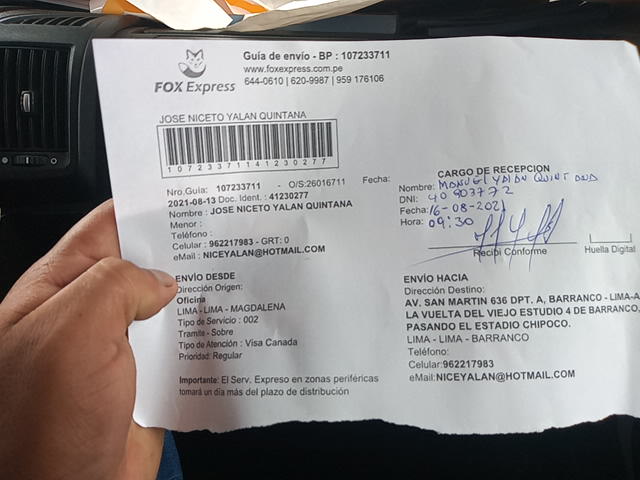 FOX Express
Guía de envío - BP : 107233711
www.foxexpress.com.pe
644-0610 | 620-9987 | 959 176106
JOSE NICETO YALAN QUINTANA
10723371141230277
Nro.Guia: 107233711 - O/S:26016711
2021-08-13 Doc. Ident. : 41230277
Nombre : JOSE NICETO YALAN QUINTANA
Menor :
Teléfono :
Celular : 962217983 - GRT: 0
eMail : NICEYALAN@HOTMAIL.COM
Fecha:
CARGO DE RECEPCION
Nombre: MANUEL YALAN QUINTANA
DNI: 40903772
Fecha: 16-08-2021
Hora: 09:30
Recibi Conforme
Huella Digital
ENVÍO DESDE
Dirección Origen:
Oficina
LIMA - LIMA - MAGDALENA
Tipo de Servicio : 002
Tramite - Sobre
Tipo de Atención : Visa Canada
Prioridad: Regular
Importante: El Serv. Expreso en zonas periféricas
tomará un día más del plazo de distribución
ENVÍO HACIA
Dirección Destino:
AV. SAN MARTIN 636 DPT. A, BARRANCO - LIMA-A
LA VUELTA DEL VIEJO ESTUDIO 4 DE BARRANCO,
PASANDO EL ESTADIO CHIPOCO.
LIMA - LIMA - BARRANCO
Teléfono:
Celular:962217983
eMail:NICEYALAN@HOTMAIL.COM